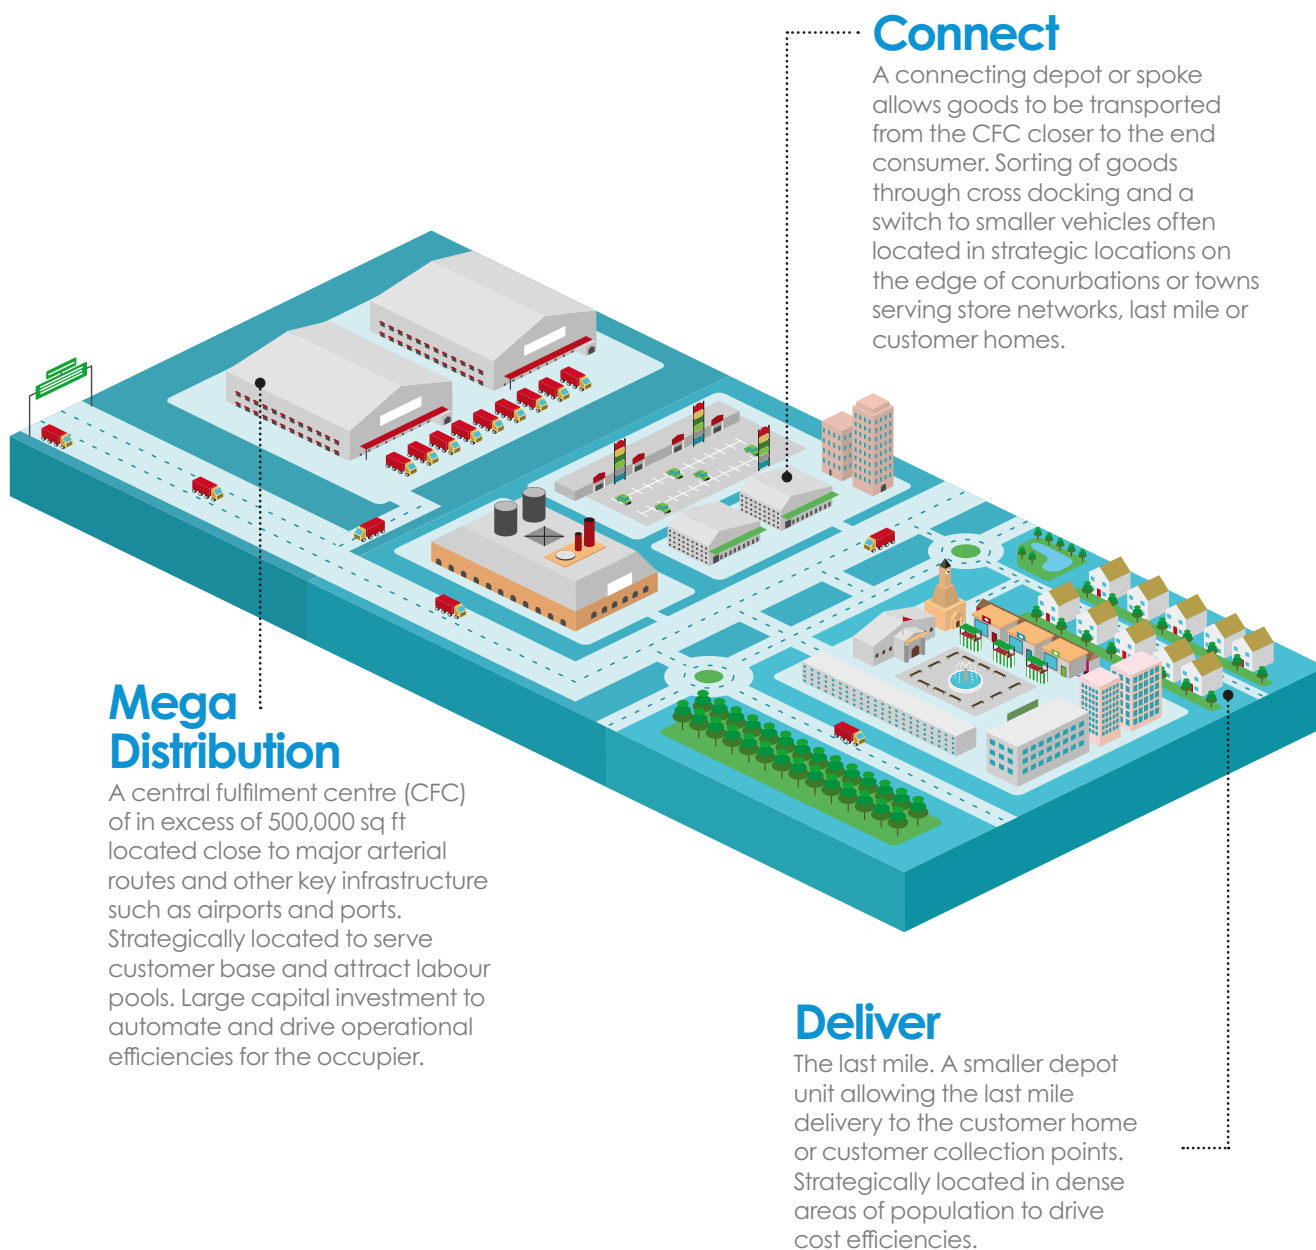 Connect
A connecting depot or spoke
allows goods to be transported
from the CFC closer to the end
consumer. Sorting of goods
through cross docking and a
switch to smaller vehicles often
located in strategic locations on
the edge of conurbations or towns
serving store networks, last mile or
customer homes.
Mega
Distribution
A central fulfilment centre (CFC)
of in excess of 500,000 sq ft
located close to major arterial
routes and other key infrastructure
such as airports and ports.
Strategically located to serve
customer base and attract labour
pools. Large capital investment to
automate and drive operational
efficiencies for the occupier.
Deliver
The last mile. A smaller depot
unit allowing the last mile
delivery to the customer home
or customer collection points.
Strategically located in dense
areas of population to drive
cost efficiencies.